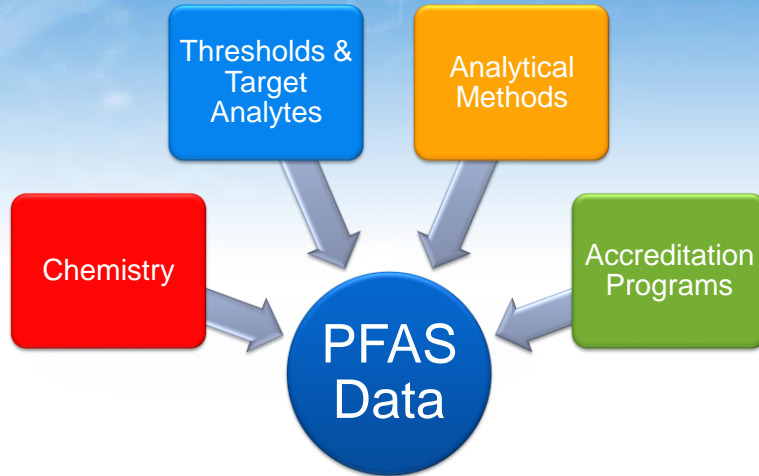 Thresholds &
Target
Analytes
Analytical
Methods
Chemistry
Accreditation
Programs
PFAS
Data